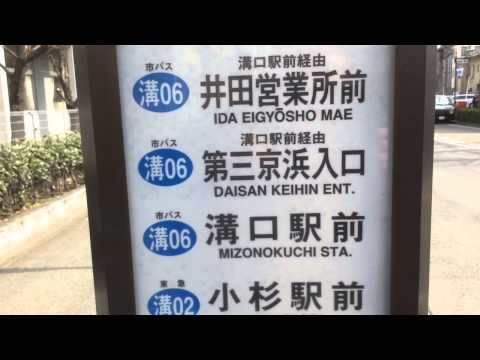 溝口駅前経由
市バス
溝06 井田営業所前
IDA EIGYŌSHO MAE
溝口駅前経由
市バス
溝06 第三京浜入口
DAISAN KEIHIN ENT.
市バス
溝06 溝口駅前
MIZONOKUCHI STA.
東急
溝02 小杉駅前